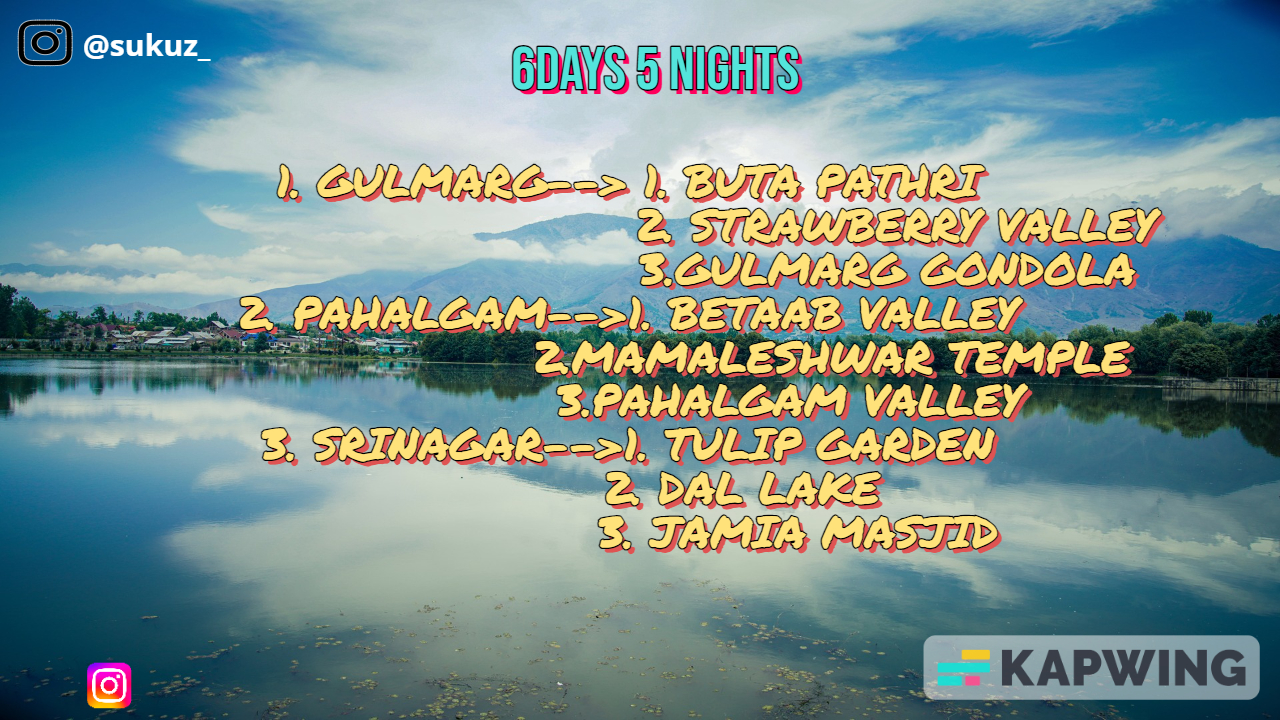 @sukuz_
6DAYS 5 NIGHTS
1. GULMARG--> 1. BUTA PATHRI
2. STRAWBERRY VALLEY
3.GULMARG GONDOLA
2. PAHALGAM-->1. BETAAB VALLEY
2.MAMALESHWAR TEMPLE
3.PAHALGAM VALLEY
3. SRINAGAR-->1. TULIP GARDEN
2. DAL LAKE
3. JAMIA MASJID
KAPWING